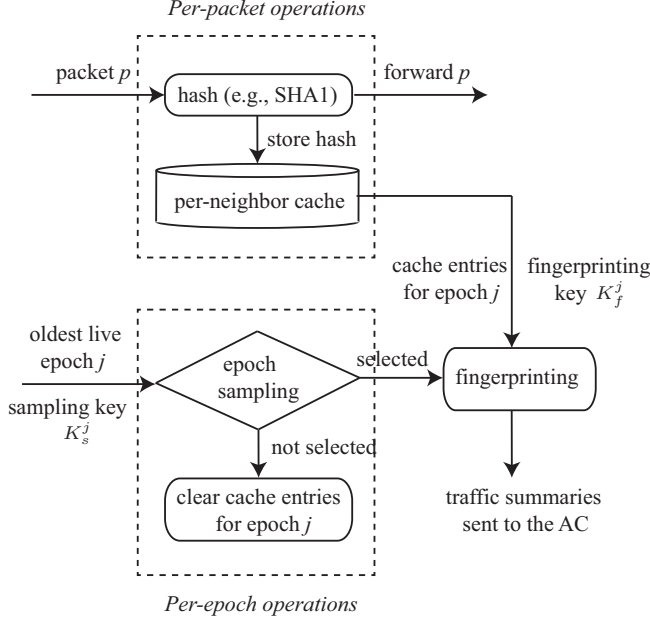 Per-packet operations
packet p
hash (e.g., SHA1)
forward p
store hash
per-neighbor cache
cache entries
for epoch j
fingerprinting
key K_f^j
oldest live
epoch j
sampling key
K_s^j
epoch
sampling
selected
fingerprinting
not selected
clear cache entries
for epoch j
traffic summaries
sent to the AC
Per-epoch operations